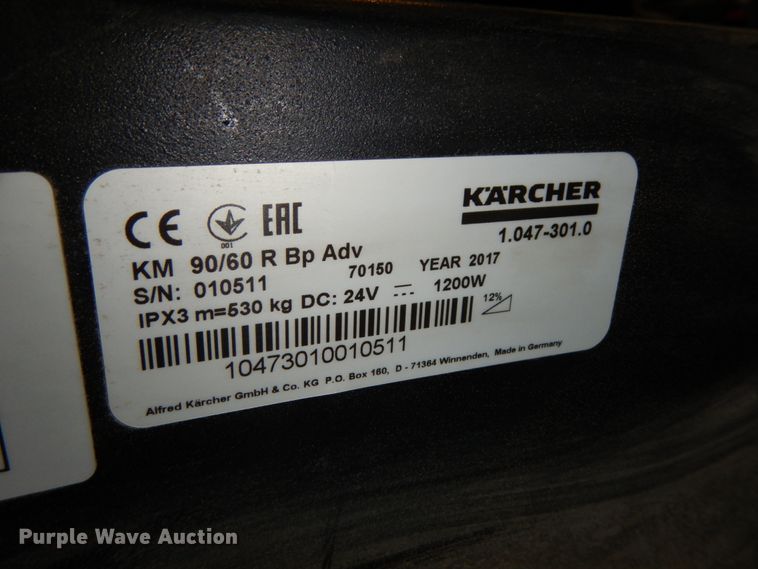 CE 001 EAC
KÄRCHER
1.047-301.0
KM 90/60 R Bp Adv
S/N: 010511 70150 YEAR 2017
IPX3 m=530 kg DC: 24V 1200W
12%
10473010010511
Alfred Kärcher GmbH & Co. KG P.O. Box 160, D - 71364 Winnenden, Made in Germany
Purple Wave Auction